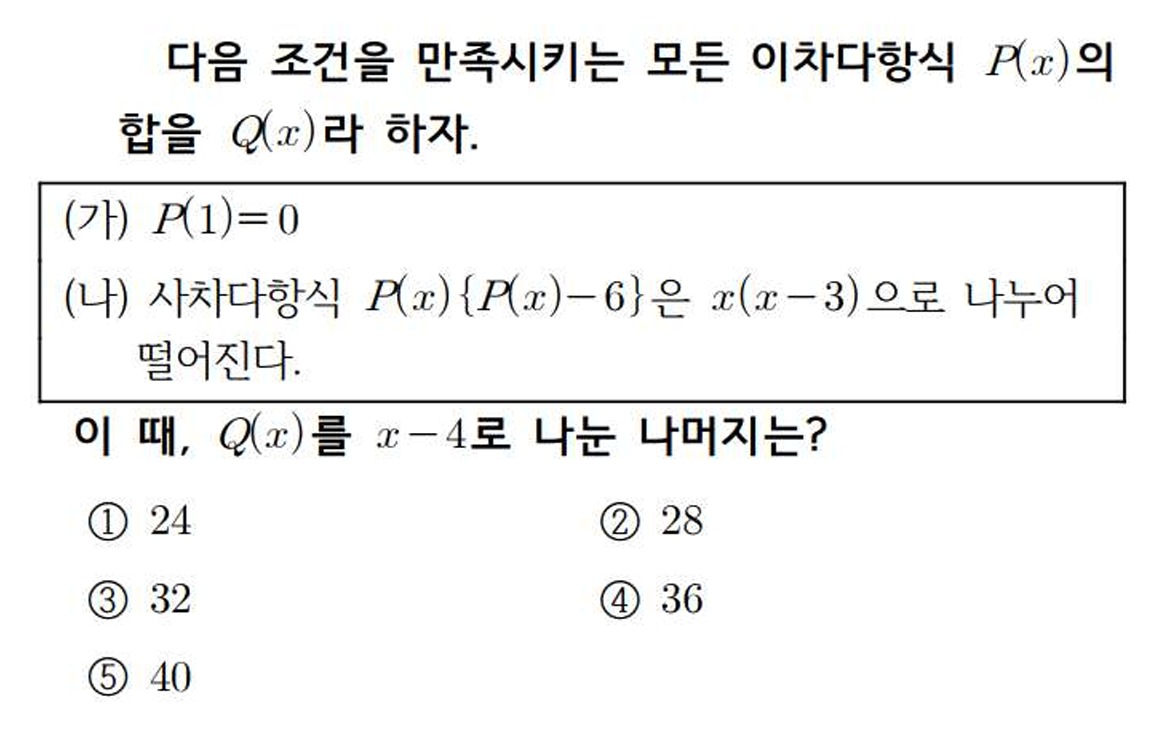 다음 조건을 만족시키는 모든 이차다항식 P(x)의
합을 Q(x)라 하자.
(가) P(1)=0
(나) 사차다항식 P(x){P(x)-6}은 x(x-3)으로 나누어
떨어진다.
이 때, Q(x)를 x-4로 나눈 나머지는?
① 24 ② 28
③ 32 ④ 36
⑤ 40